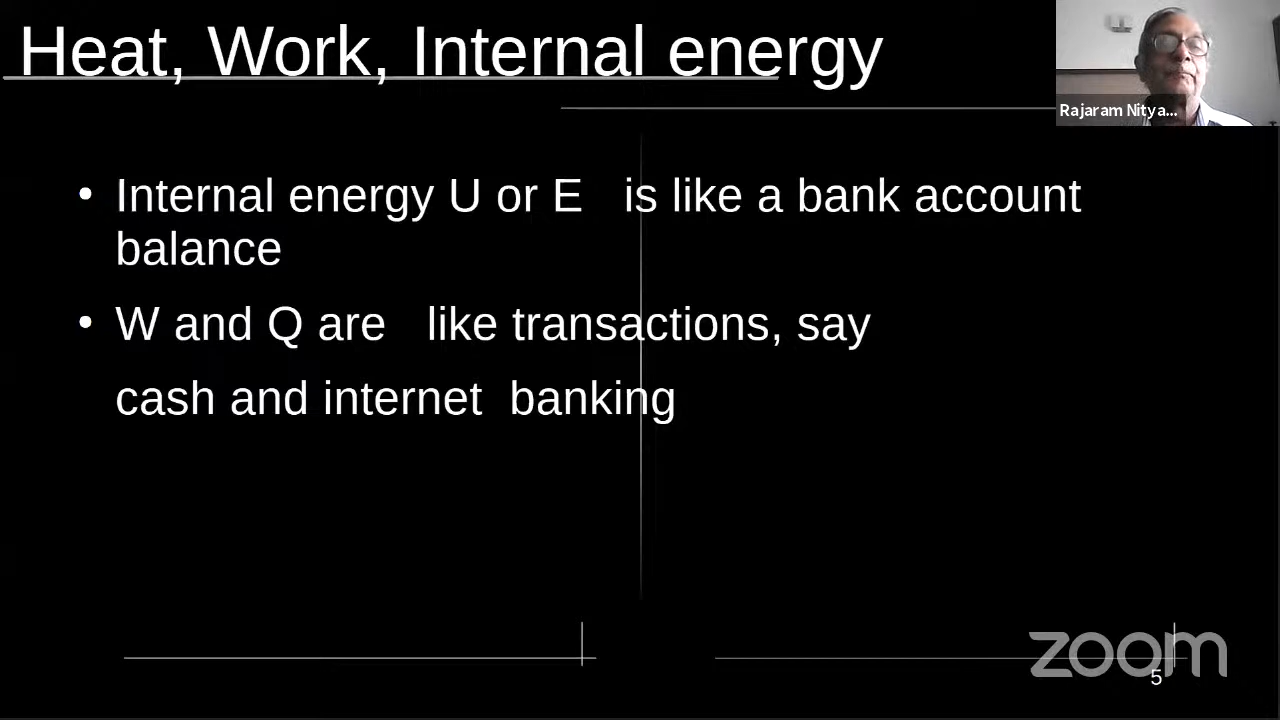 Heat, Work, Internal energy
Rajaram Nitya...
• Internal energy U or E is like a bank account
balance
• W and Q are like transactions, say
cash and internet banking
zoom
5